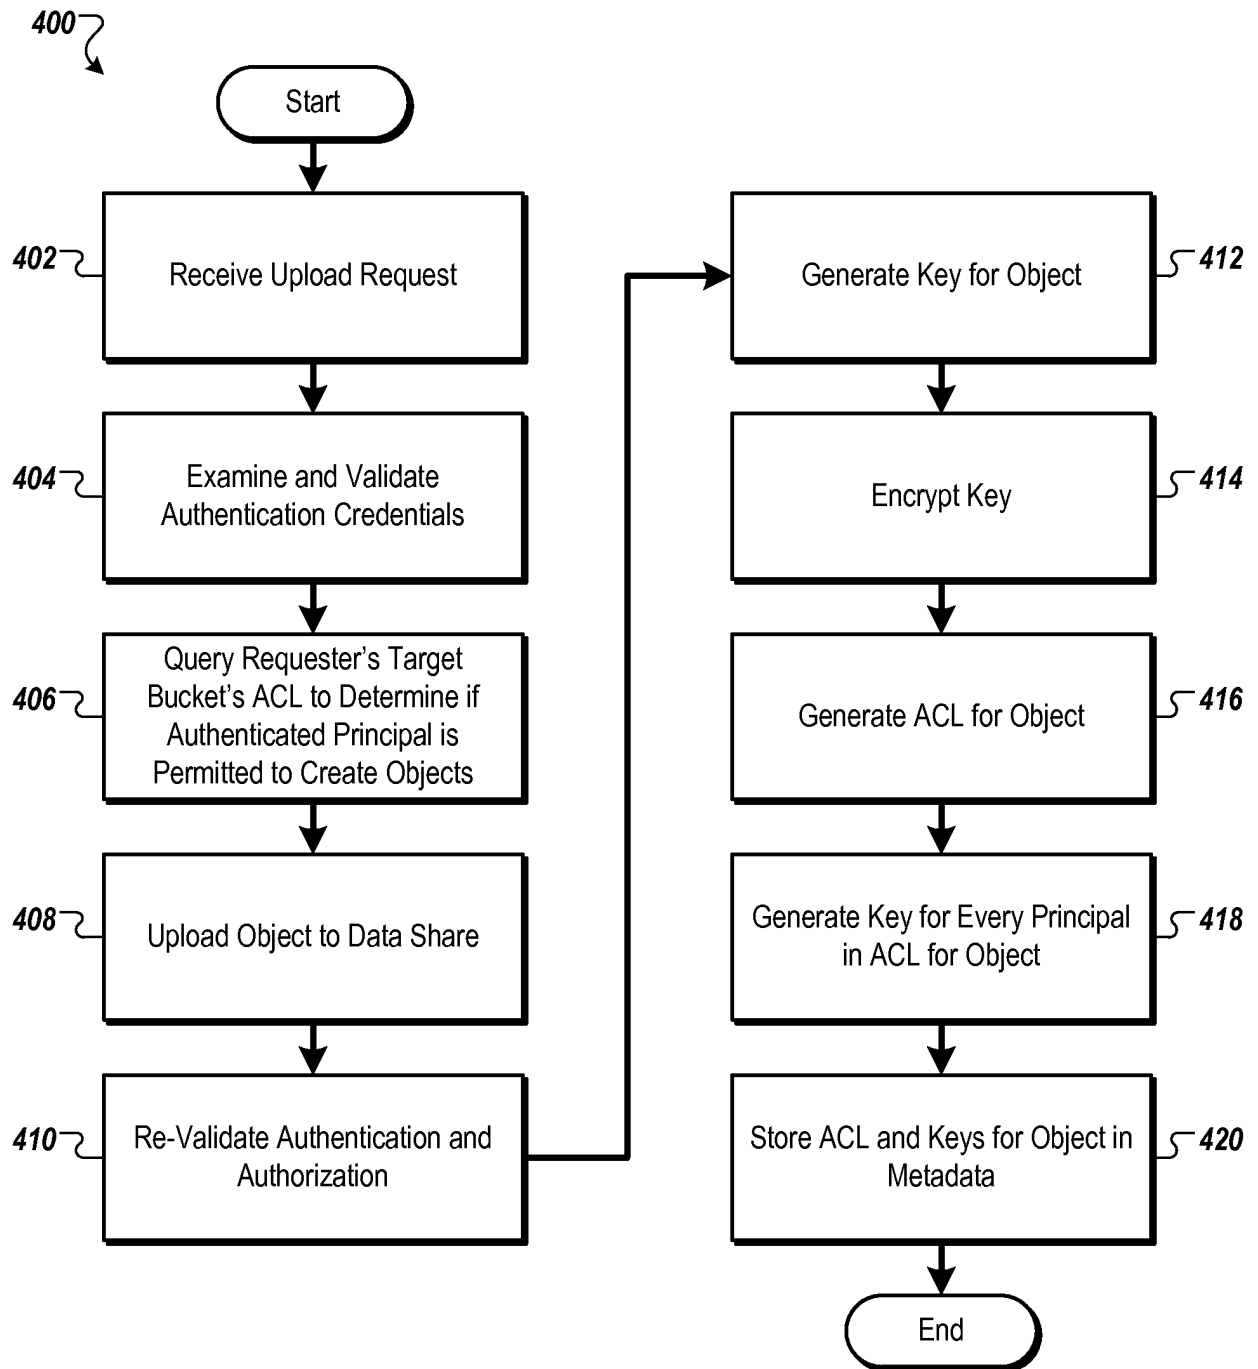 400
Start
402
Receive Upload Request
404
Examine and Validate
Authentication Credentials
406
Query Requester's Target
Bucket's ACL to Determine if
Authenticated Principal is
Permitted to Create Objects
408
Upload Object to Data Share
410
Re-Validate Authentication and
Authorization
Generate Key for Object
412
Encrypt Key
414
Generate ACL for Object
416
Generate Key for Every Principal
in ACL for Object
418
Store ACL and Keys for Object in
Metadata
420
End